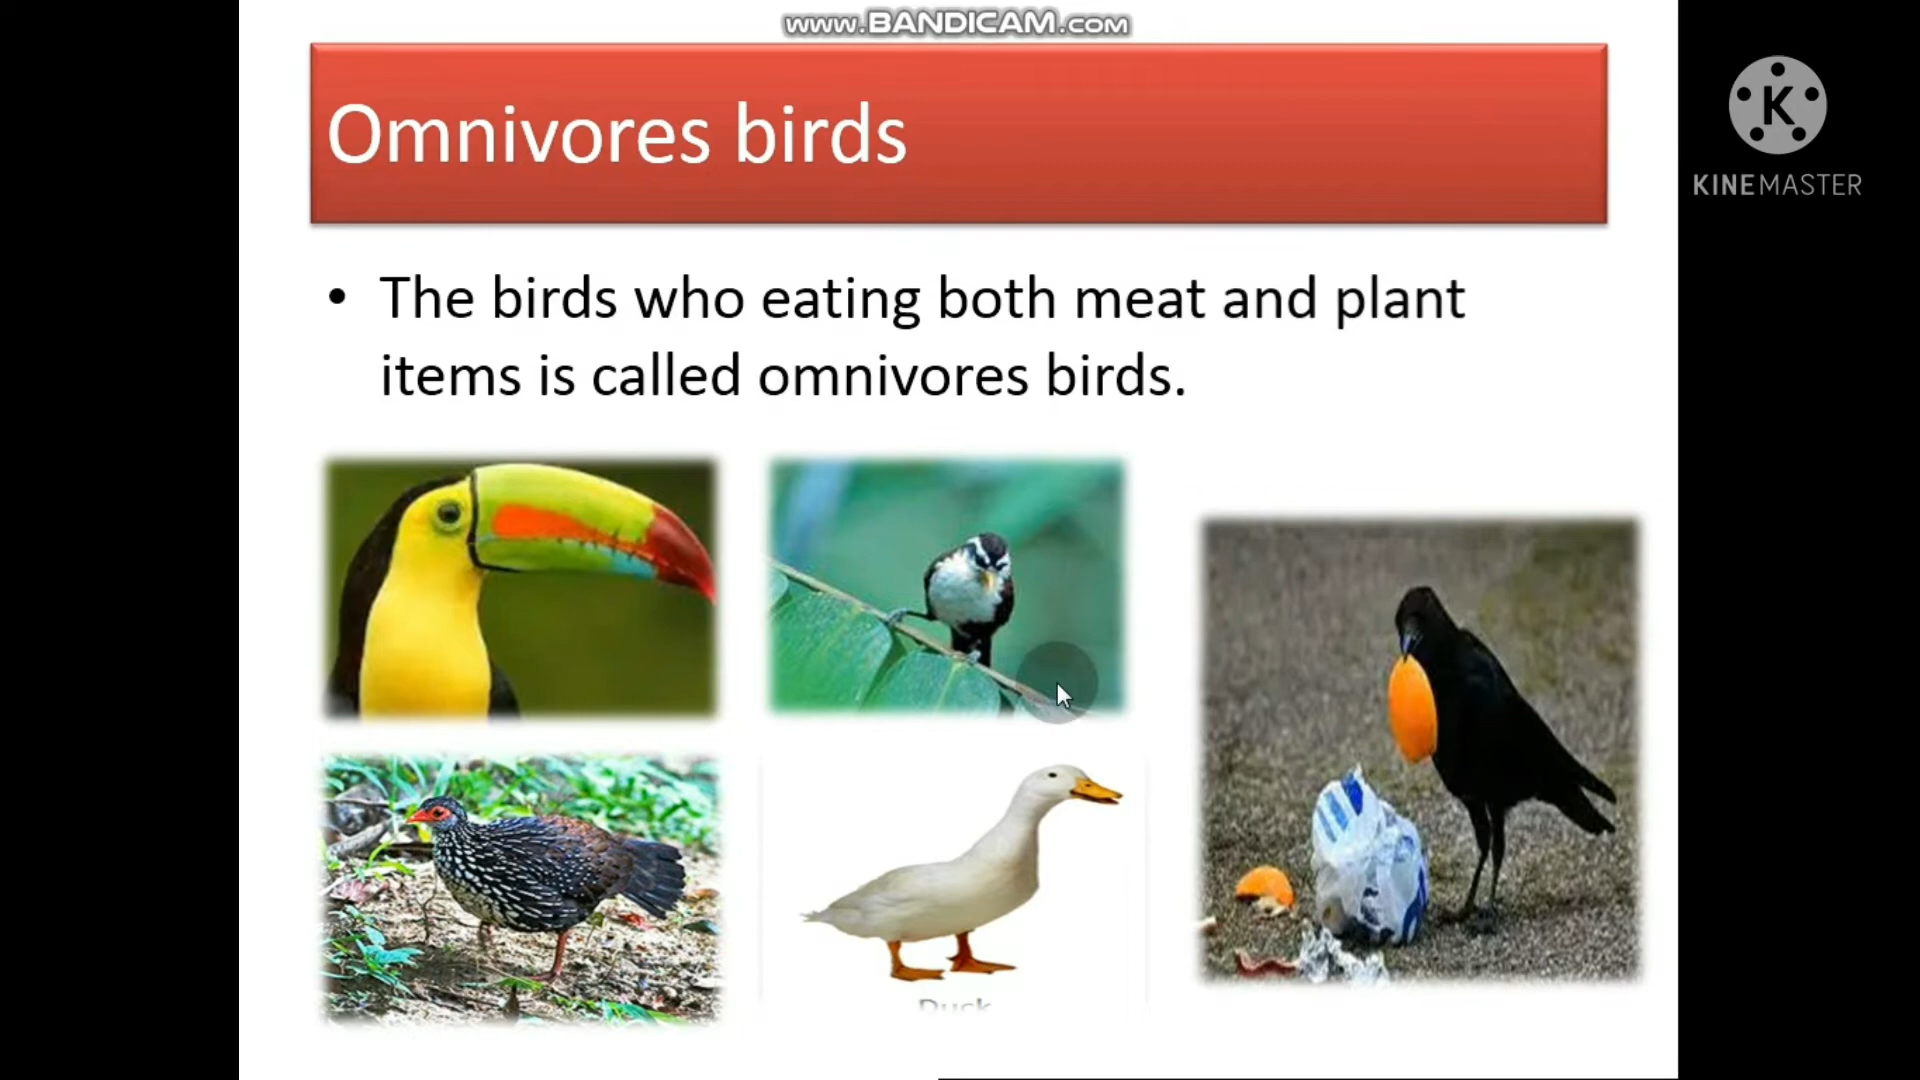 www.BANDICAM.com
Omnivores birds
KINEMASTER
• The birds who eating both meat and plant
items is called omnivores birds.
Duck